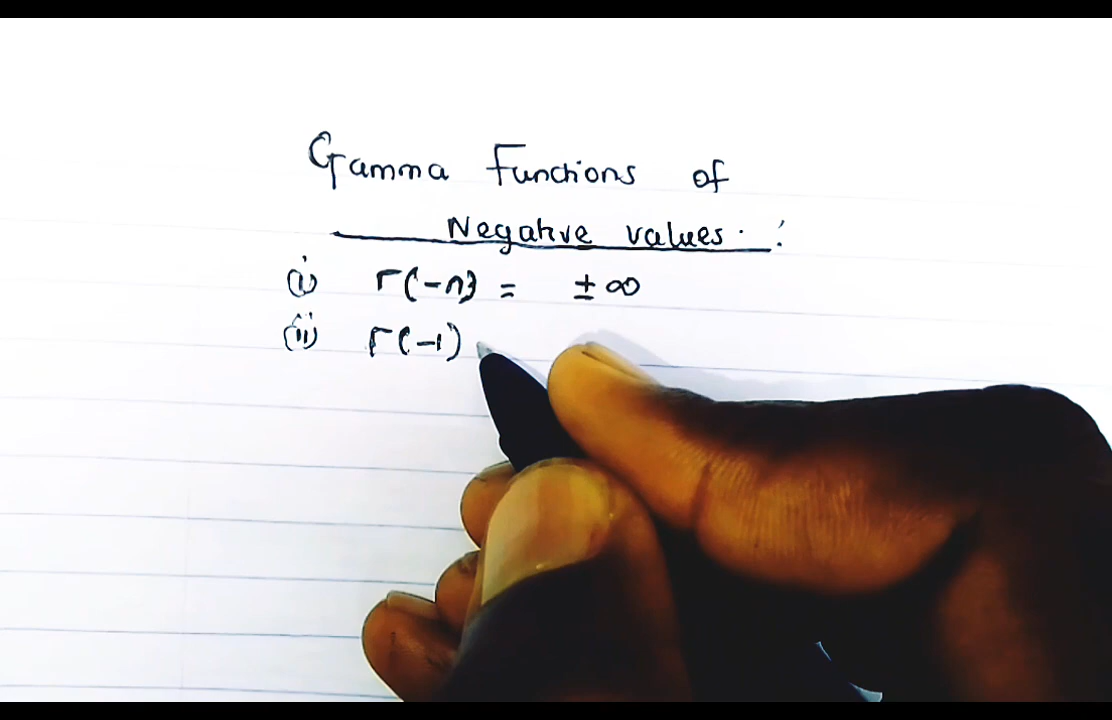 Gamma Functions of
Negative values. :
(i) Γ(-n) = ± ∞
(ii) Γ(-1)